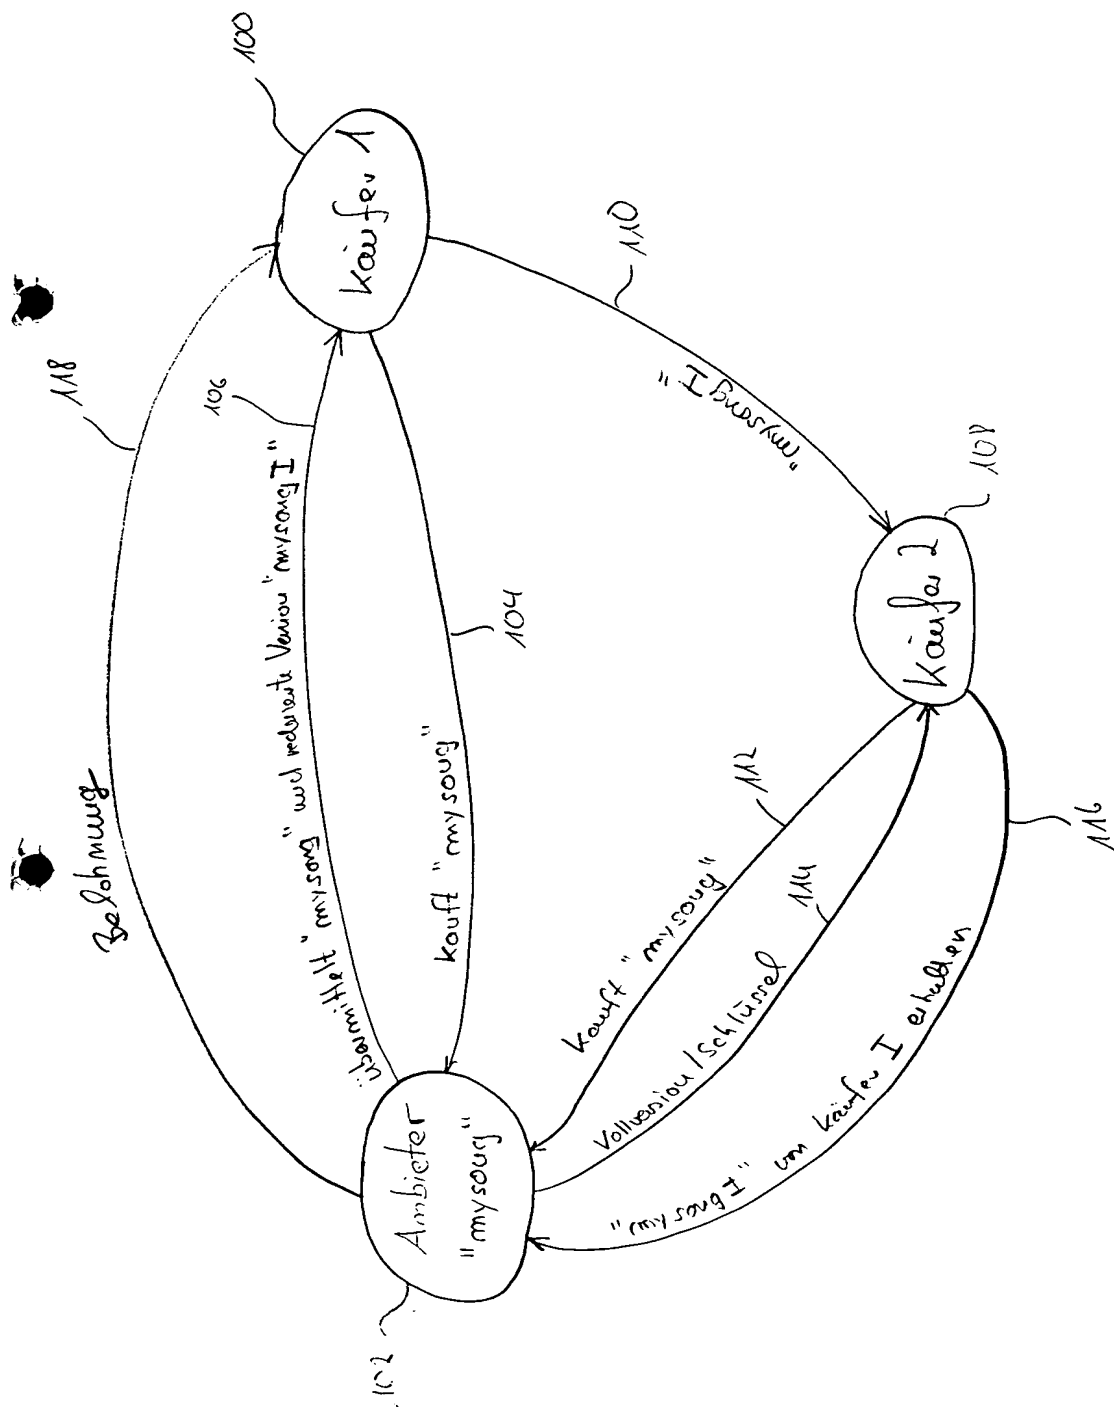 Belohnung
118
100
Käufer 1
106
übermittelt "mysong" und reduzierte Version "mysong I"
kauft "mysong"
104
110
"mysong I"
Anbieter
"mysong"
102
kauft "mysong"
112
Vollversion/Schlüssel
114
Käufer 2
108
"mysong I" von Käufer I erhalten
116